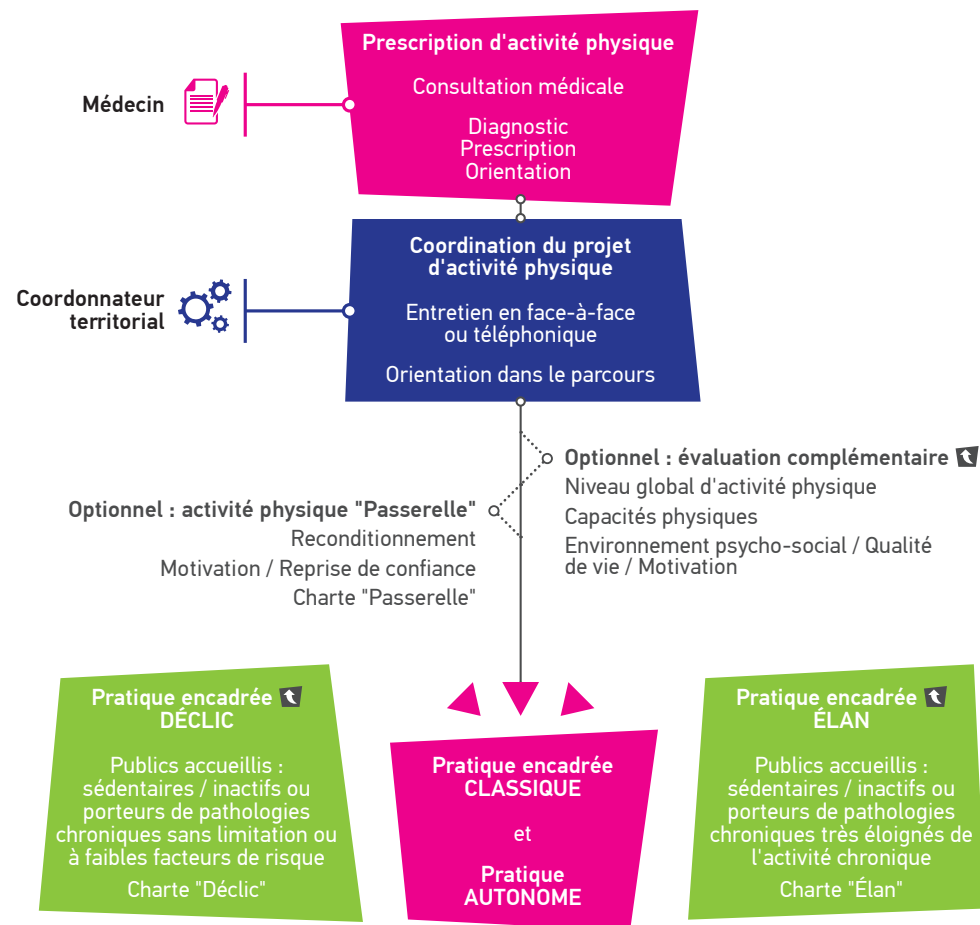 Médecin
Prescription d'activité physique
Consultation médicale
Diagnostic
Prescription
Orientation
Coordonnateur
territorial
Coordination du projet
d'activité physique
Entretien en face-à-face
ou téléphonique
Orientation dans le parcours
Optionnel : évaluation complémentaire
Niveau global d'activité physique
Capacités physiques
Environnement psycho-social / Qualité
de vie / Motivation
Optionnel : activité physique "Passerelle"
Reconditionnement
Motivation / Reprise de confiance
Charte "Passerelle"
Pratique encadrée
DÉCLIC
Publics accueillis :
sédentaires / inactifs ou
porteurs de pathologies
chroniques sans limitation ou
à faibles facteurs de risque
Charte "Déclic"
Pratique encadrée
CLASSIQUE
et
Pratique
AUTONOME
Pratique encadrée
ÉLAN
Publics accueillis :
sédentaires / inactifs ou
porteurs de pathologies
chroniques très éloignés de
l'activité chronique
Charte "Élan"